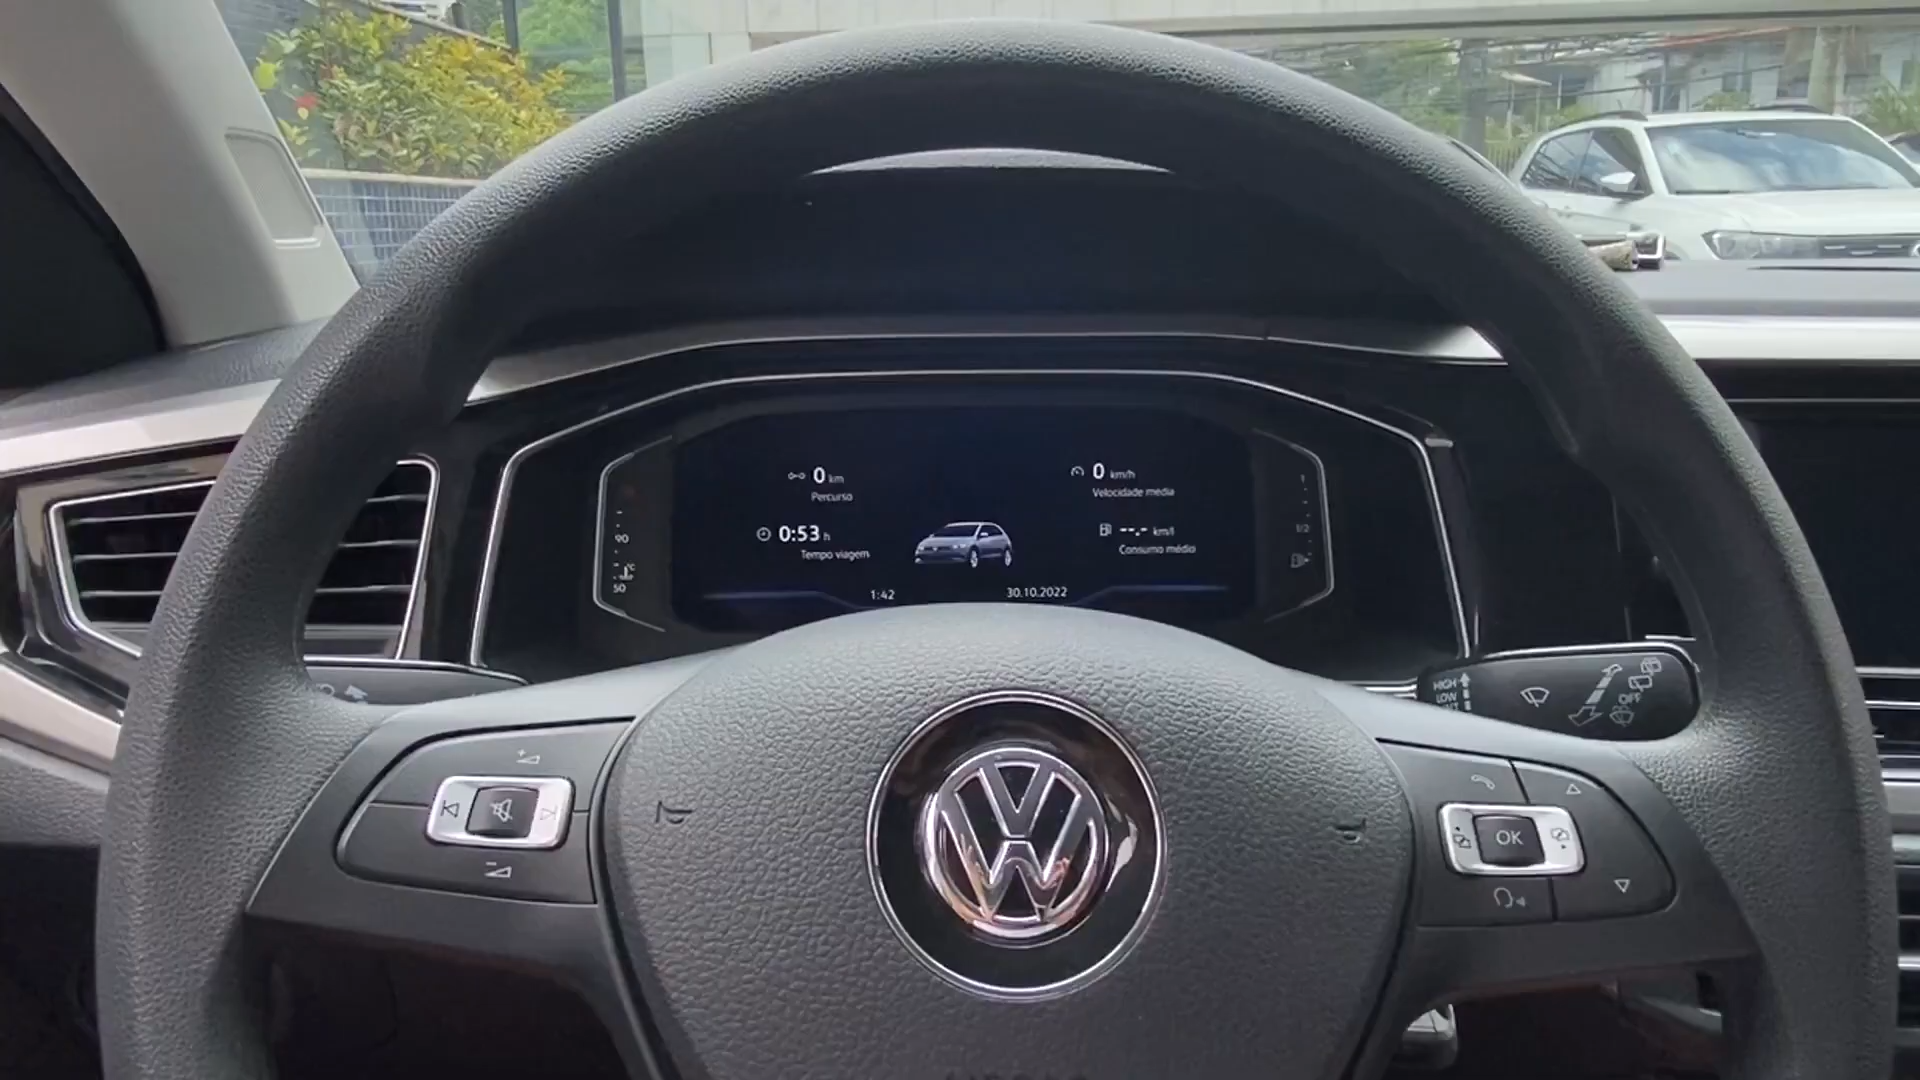 0 km
Percurso
0 km/h
Velocidade média
0:53 h
Tempo viagem
--,- km/l
Consumo médio
90
50
°C
1/2
1:42
30.10.2022
HIGH
LOW
OFF
OK